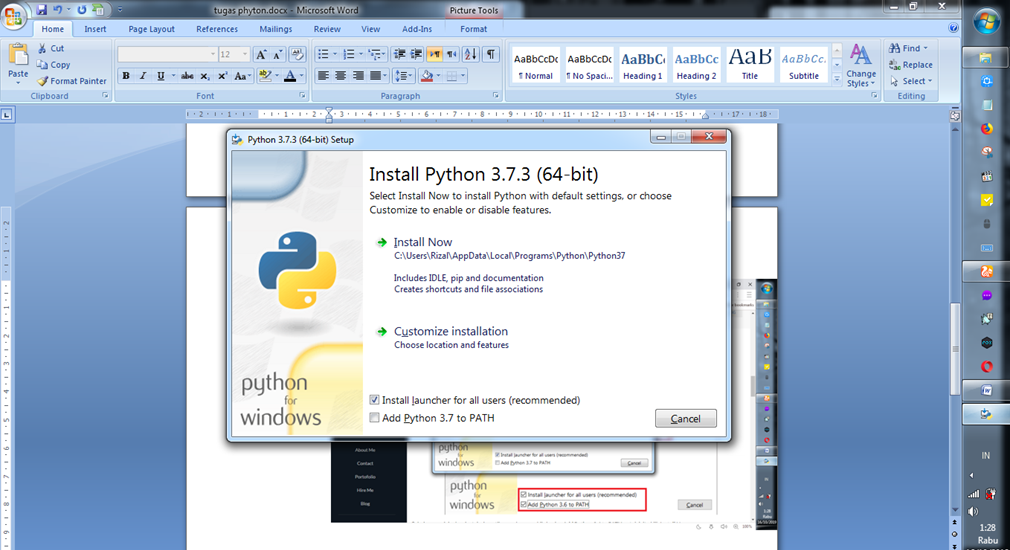 tugas phyton.docx - Microsoft Word
Picture Tools
Home Insert Page Layout References Mailings Review View Add-Ins Format
Paste
Cut
Copy
Format Painter
Clipboard
12
Font
Paragraph
AaBbCcDc AaBbCcDc AaBbCc AaBbCc AaB AaBbCc.
¶ Normal ¶ No Spaci... Heading 1 Heading 2 Title Subtitle
Change
Styles
Styles
Find
Replace
Select
Editing
Python 3.7.3 (64-bit) Setup
Install Python 3.7.3 (64-bit)
Select Install Now to install Python with default settings, or choose
Customize to enable or disable features.
Install Now
C:\Users\Rizal\AppData\Local\Programs\Python\Python37
Includes IDLE, pip and documentation
Creates shortcuts and file associations
Customize installation
Choose location and features
python
for
windows
Install launcher for all users (recommended)
Add Python 3.7 to PATH
Cancel
About Me
Contact
Portofolio
Hire Me
Blog
python
for
windows
Install launcher for all users (recommended)
Add Python 3.7 to PATH
Cancel
python
for
windows
Install launcher for all users (recommended)
Add Python 3.6 to PATH
Cancel
IN
1:28
Rabu